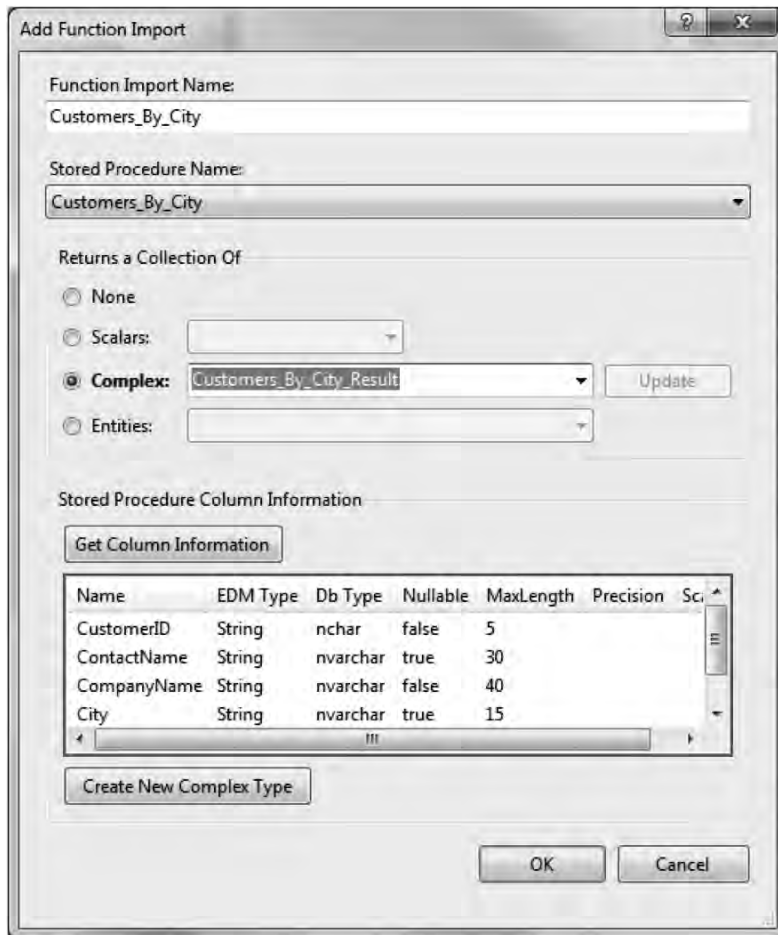 Add Function Import
Function Import Name:
Customers_By_City
Stored Procedure Name:
Customers_By_City
Returns a Collection Of
None
Scalars:
Complex: Customers_By_City_Result Update
Entities:
Stored Procedure Column Information
Get Column Information
Name EDM Type Db Type Nullable MaxLength Precision
CustomerID String nchar false 5
ContactName String nvarchar true 30
CompanyName String nvarchar false 40
City String nvarchar true 15
Create New Complex Type
OK Cancel